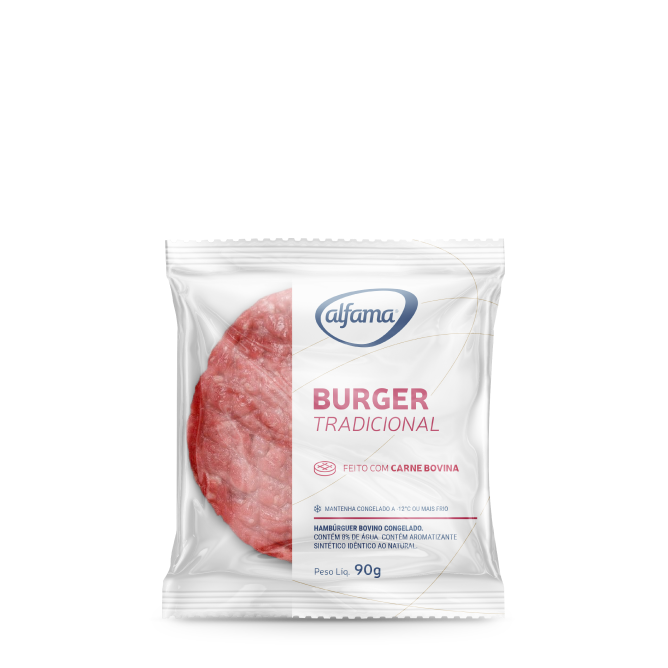 alfama
BURGER
TRADICIONAL
FEITO COM CARNE BOVINA
MANTENHA CONGELADO A -12°C OU MAIS FRIO
HAMBÚRGUER BOVINO CONGELADO.
CONTÉM 8% DE ÁGUA. CONTÉM AROMATIZANTE
SINTÉTICO IDÊNTICO AO NATURAL.
Peso Líq. 90g